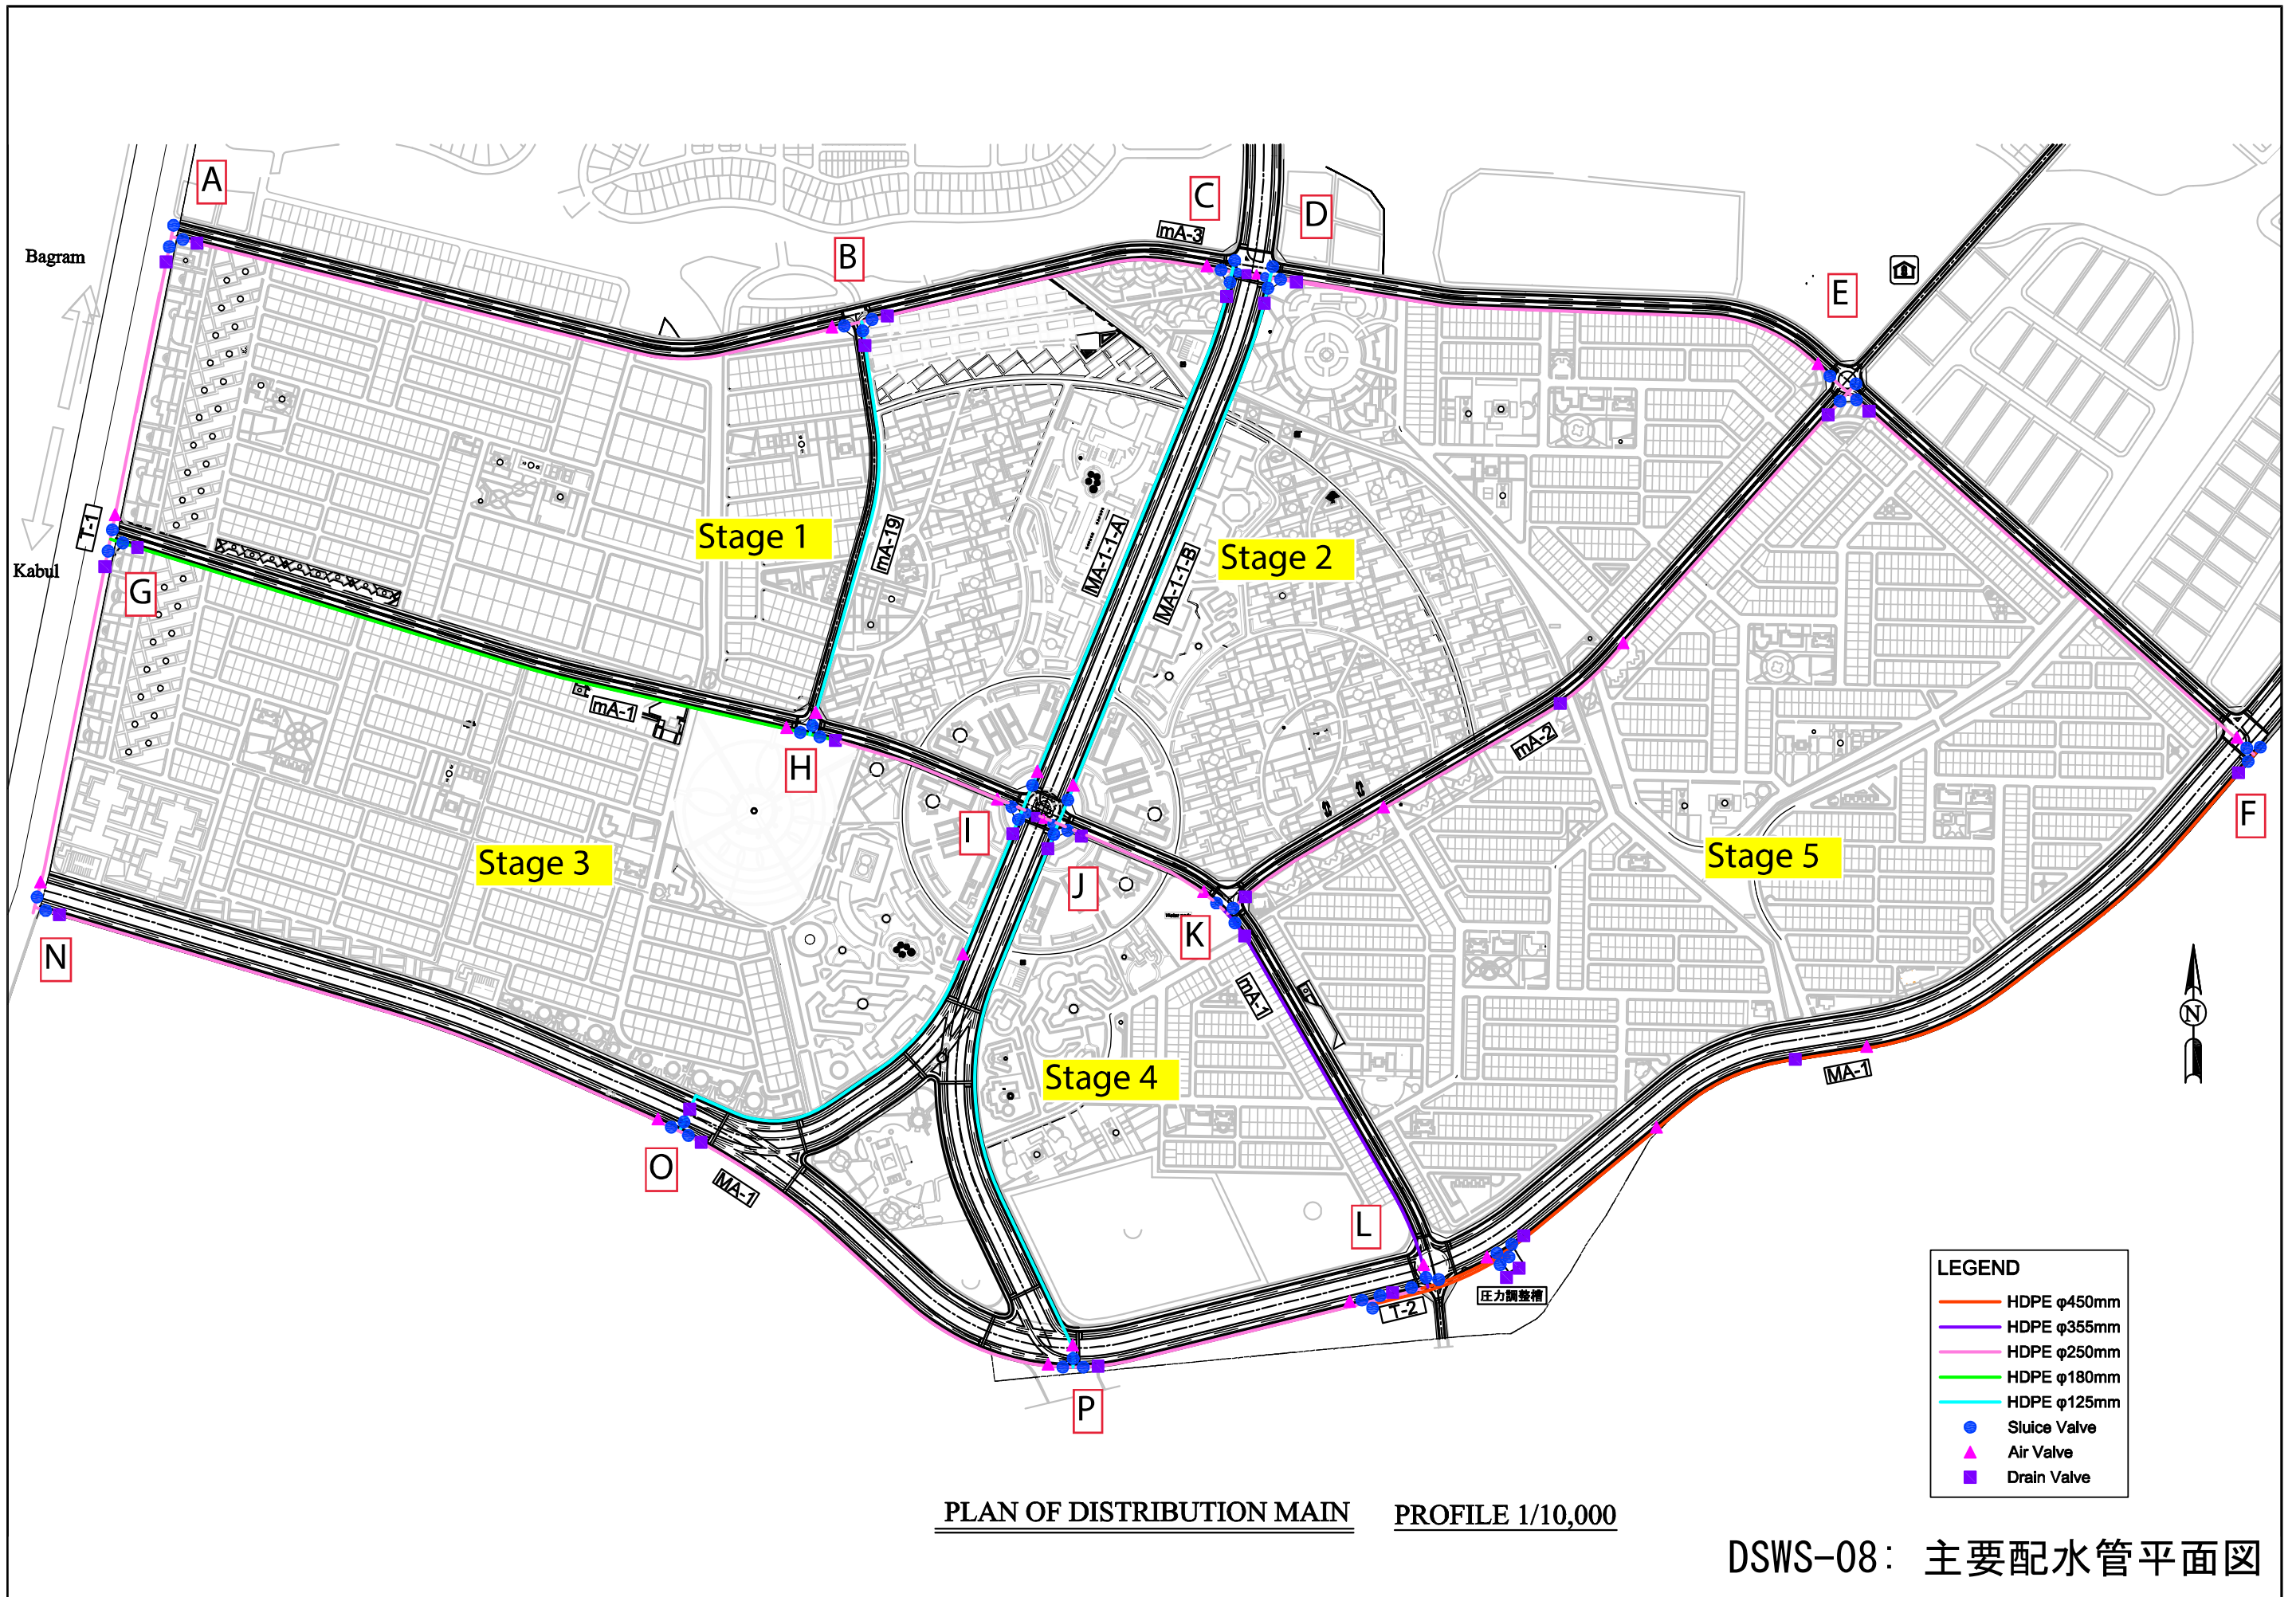 A
C
D
mA-3
B
Bagram
E
Stage 1
mA-19
MA-1-1-A
MA-1-1-B
Stage 2
T-1
Kabul
G
mA-1
H
mA-2
I
J
K
Stage 3
Stage 5
F
N
mA-1
N
Stage 4
MA-1
O
MA-1
L
T-2
圧力調整槽
P
LEGEND
HDPE φ450mm
HDPE φ355mm
HDPE φ250mm
HDPE φ180mm
HDPE φ125mm
Sluice Valve
Air Valve
Drain Valve
PLAN OF DISTRIBUTION MAIN PROFILE 1/10,000
DSWS-08: 主要配水管平面図